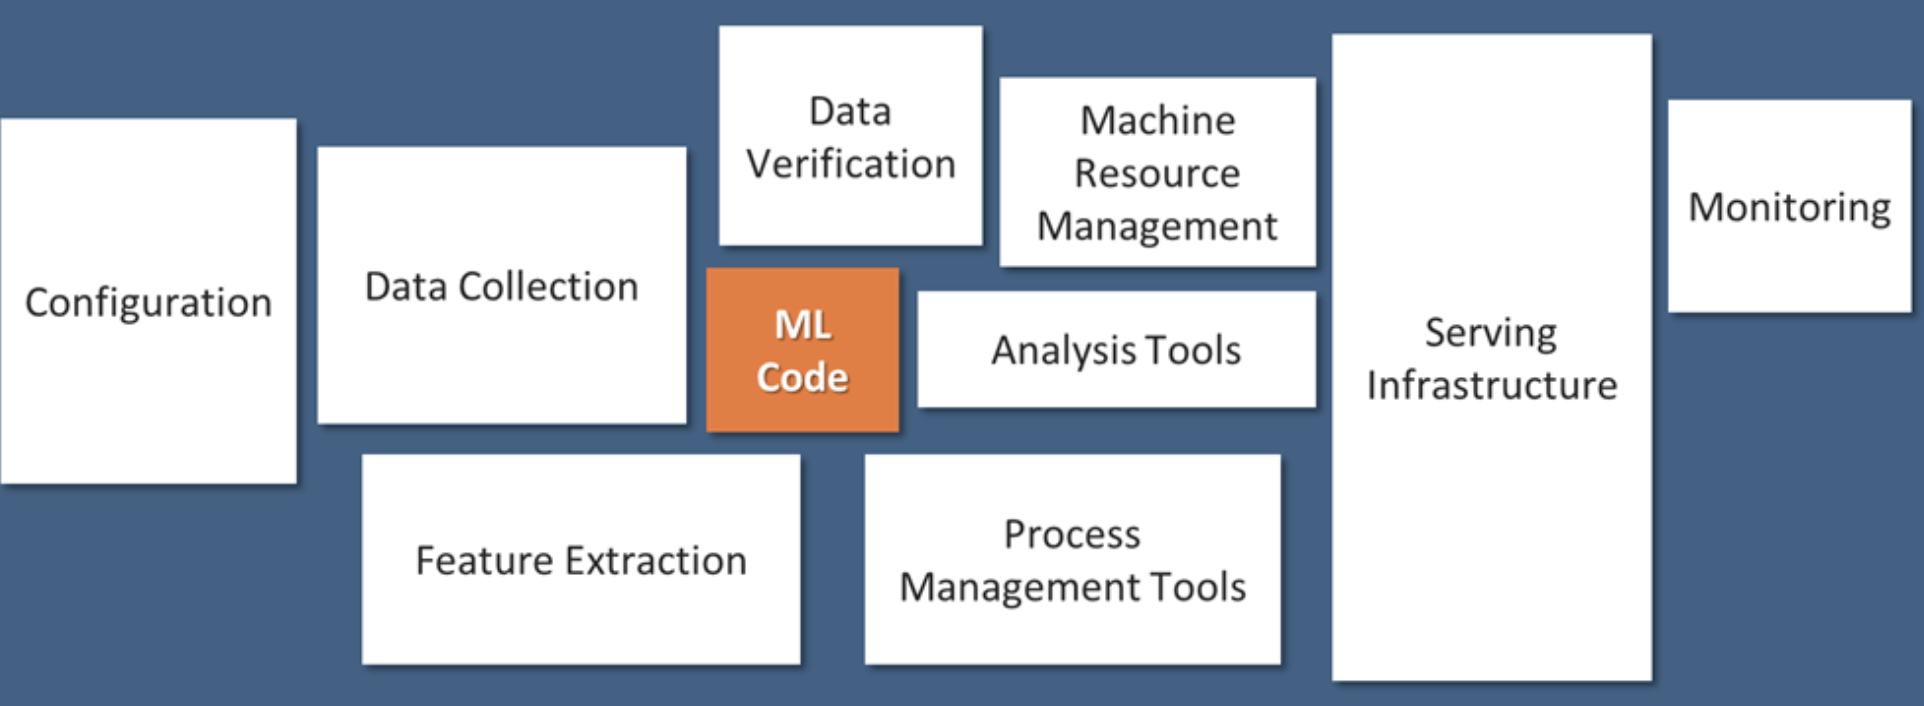 Configuration
Data Collection
Data
Verification
Machine
Resource
Management
ML
Code
Analysis Tools
Feature Extraction
Process
Management Tools
Serving
Infrastructure
Monitoring